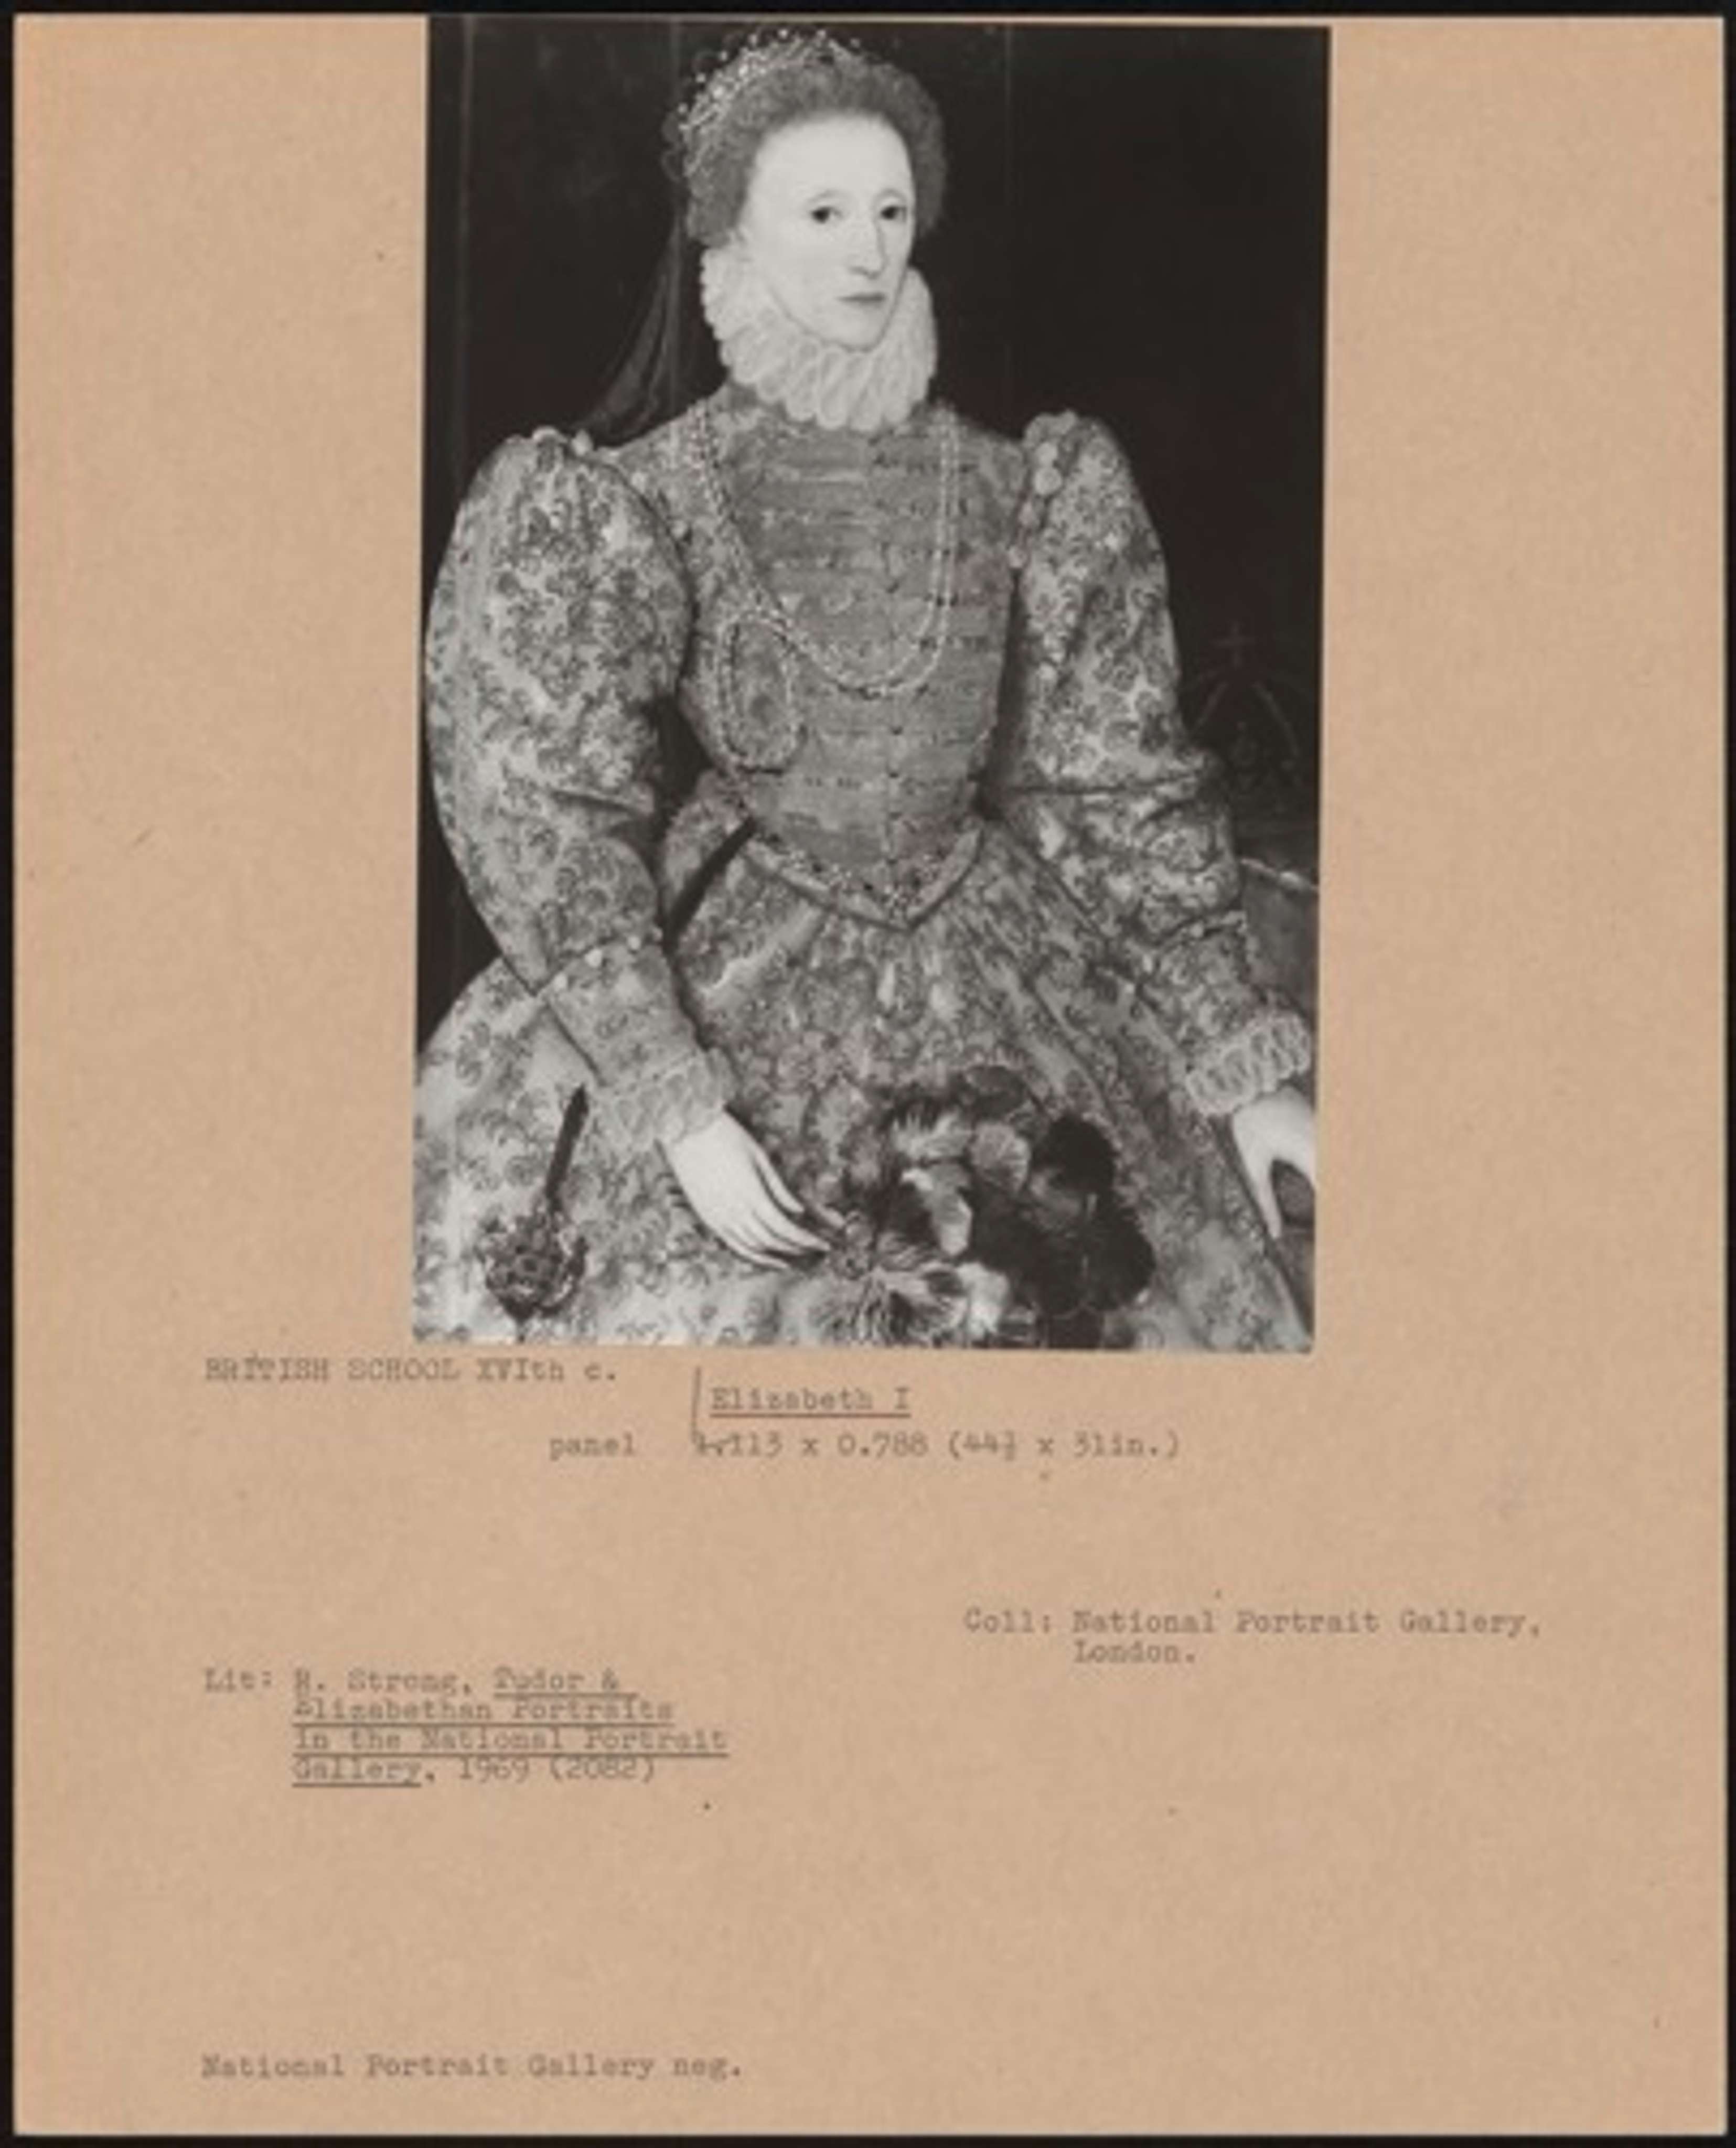 BRITISH SCHOOL XVIth c.
Elizabeth I
panel 1.113 x 0.788 (44½ x 31in.)
Coll: National Portrait Gallery,
London.
Lit: R. Strong, Tudor &
Elizabethan Portraits
in the National Portrait
Gallery, 1969 (2082)
National Portrait Gallery neg.